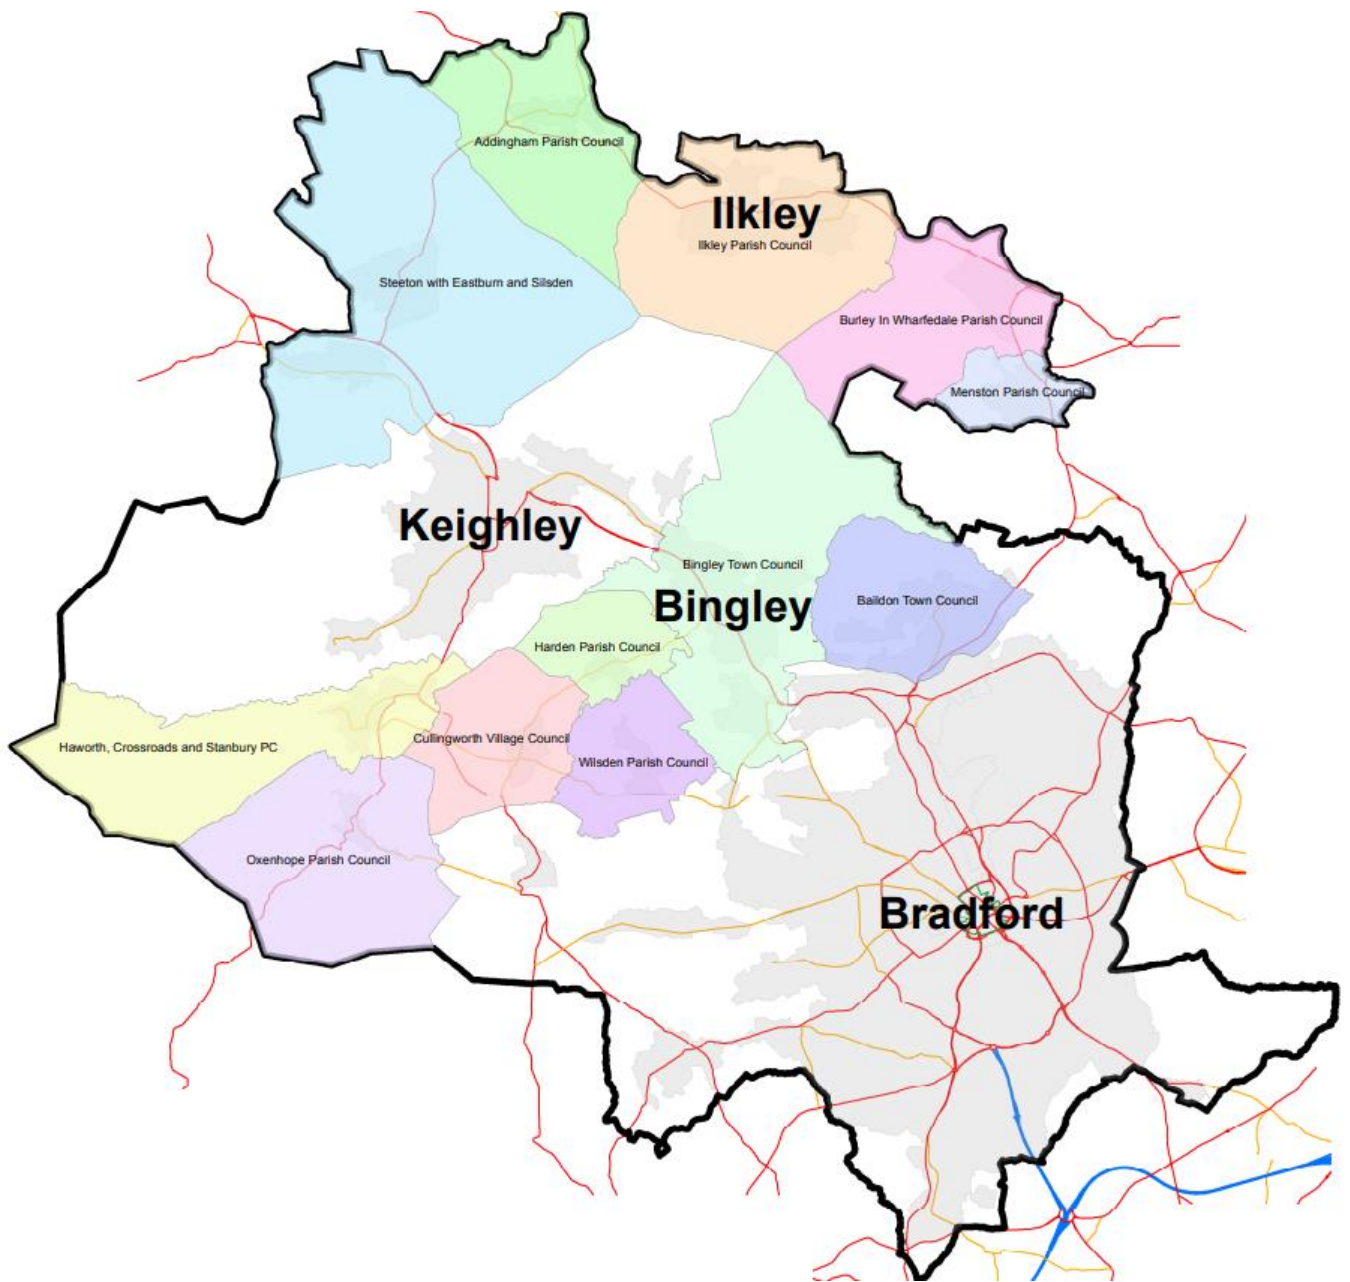 Addingham Parish Council
Ilkley
Ilkley Parish Council
Steeton with Eastburn and Silsden
Burley In Wharfedale Parish Council
Menston Parish Council
Keighley
Bingley Town Council
Bingley
Baildon Town Council
Harden Parish Council
Haworth, Crossroads and Stanbury PC
Cullingworth Village Council
Wilsden Parish Council
Oxenhope Parish Council
Bradford